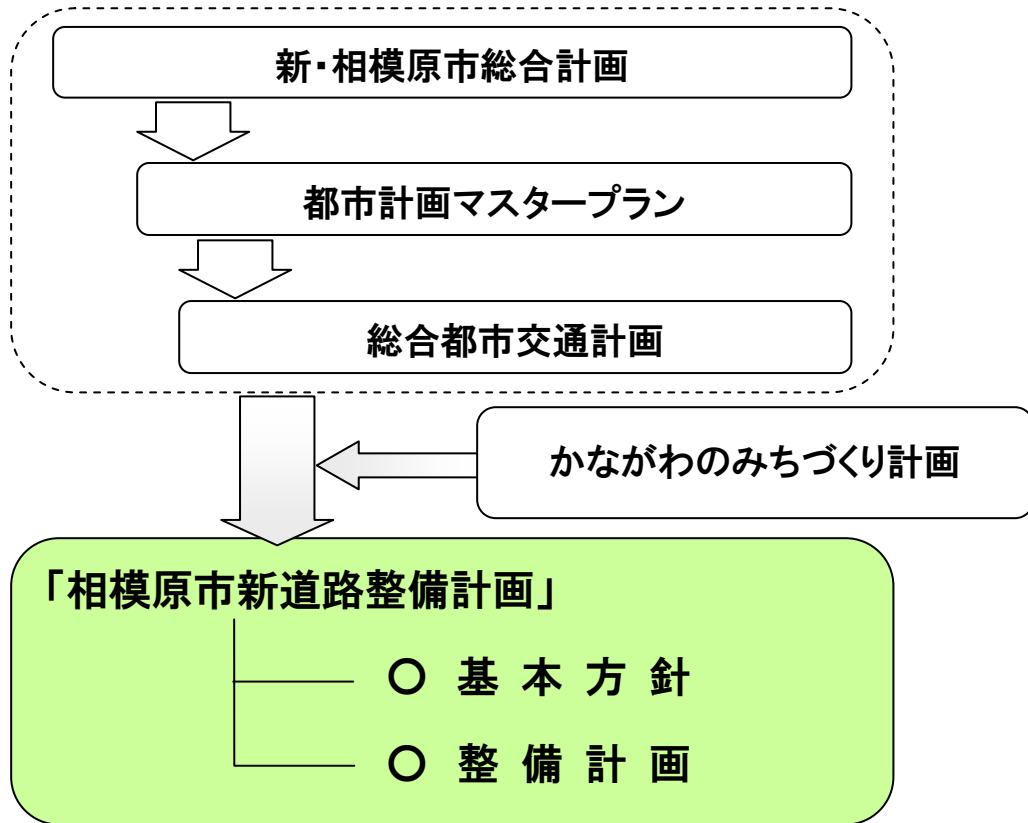 新・相模原市総合計画
都市計画マスタープラン
総合都市交通計画
かながわのみちづくり計画
「相模原市新道路整備計画」
○ 基 本 方 針
○ 整 備 計 画